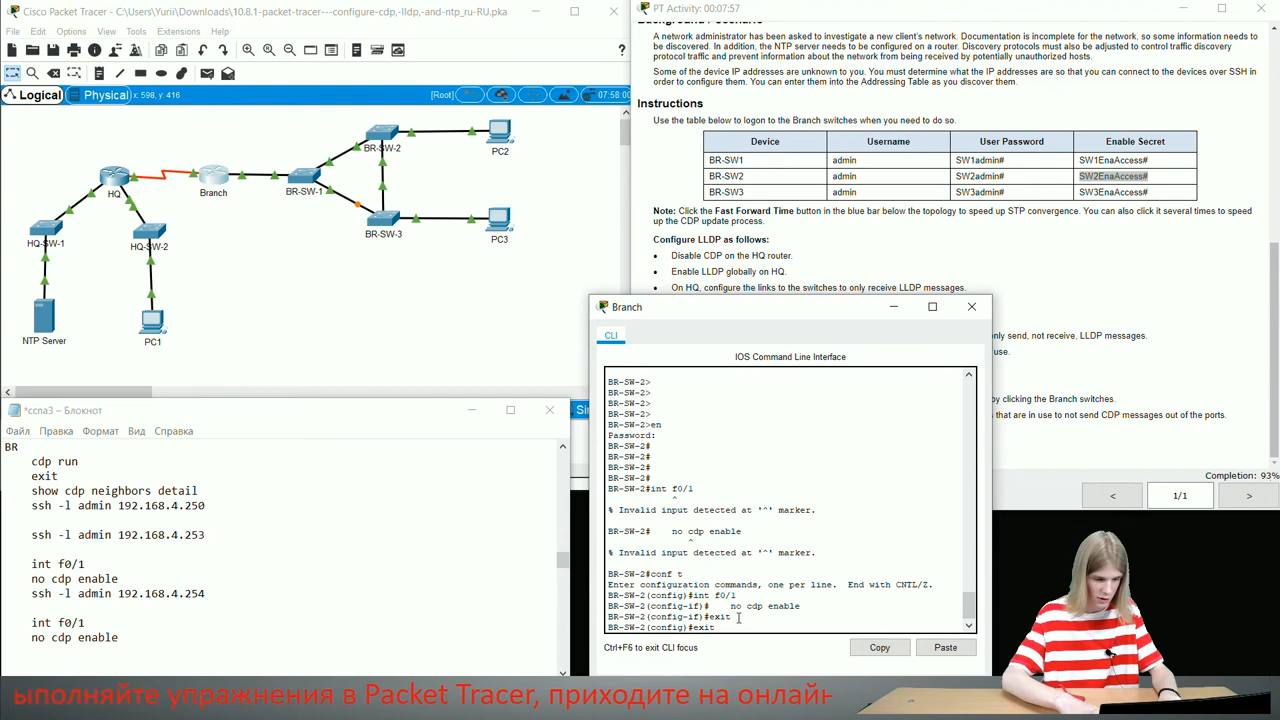 Cisco Packet Tracer - C:\Users\Yurii\Downloads\10.8.1-packet-tracer---configure-cdp,-lldp,-and-ntp_ru-RU.pka
File Edit Options View Tools Extensions Help
Logical Physical x: 598, y: 416 [Root] 07:58:00
BR-SW-2
PC2
HQ
Branch
BR-SW-1
BR-SW-3
PC3
HQ-SW-1
HQ-SW-2
NTP Server
PC1
PT Activity: 00:07:57
A network administrator has been asked to investigate a new client's network. Documentation is incomplete for the network, so some information needs to
be discovered. In addition, the NTP server needs to be configured on a router. Discovery protocols must also be adjusted to control traffic discovery
protocol traffic and prevent information about the network from being received by potentially unauthorized hosts.
Some of the device IP addresses are unknown to you. You must determine what the IP addresses are so that you can connect to the devices over SSH in
order to configure them. You can enter them into the Addressing Table as you discover them.
Instructions
Use the table below to logon to the Branch switches when you need to do so.
Device Username User Password Enable Secret
BR-SW1 admin SW1admin# SW1EnaAccess#
BR-SW2 admin SW2admin# SW2EnaAccess#
BR-SW3 admin SW3admin# SW3EnaAccess#
Note: Click the Fast Forward Time button in the blue bar below the topology to speed up STP convergence. You can also click it several times to speed
up the CDP update process.
Configure LLDP as follows:
• Disable CDP on the HQ router.
• Enable LLDP globally on HQ.
• On HQ, configure the links to the switches to only receive LLDP messages.
only send, not receive, LLDP messages.
use.
by clicking the Branch switches.
that are in use to not send CDP messages out of the ports.
Completion: 93%
< 1/1 >
Branch
CLI
IOS Command Line Interface
BR-SW-2>
BR-SW-2>
BR-SW-2>
BR-SW-2>
BR-SW-2>en
Password:
BR-SW-2#
BR-SW-2#
BR-SW-2#
BR-SW-2#
BR-SW-2#int f0/1
^
% Invalid input detected at '^' marker.
BR-SW-2# no cdp enable
^
% Invalid input detected at '^' marker.
BR-SW-2#conf t
Enter configuration commands, one per line. End with CNTL/Z.
BR-SW-2(config)#int f0/1
BR-SW-2(config-if)# no cdp enable
BR-SW-2(config-if)#exit
BR-SW-2(config)#exit
Ctrl+F6 to exit CLI focus
Copy Paste
*ccna3 – Блокнот
Файл Правка Формат Вид Справка
BR
cdp run
exit
show cdp neighbors detail
ssh -l admin 192.168.4.250
ssh -l admin 192.168.4.253
int f0/1
no cdp enable
ssh -l admin 192.168.4.254
int f0/1
no cdp enable
ыполняйте упражнения в Packet Tracer, приходите на онлайн